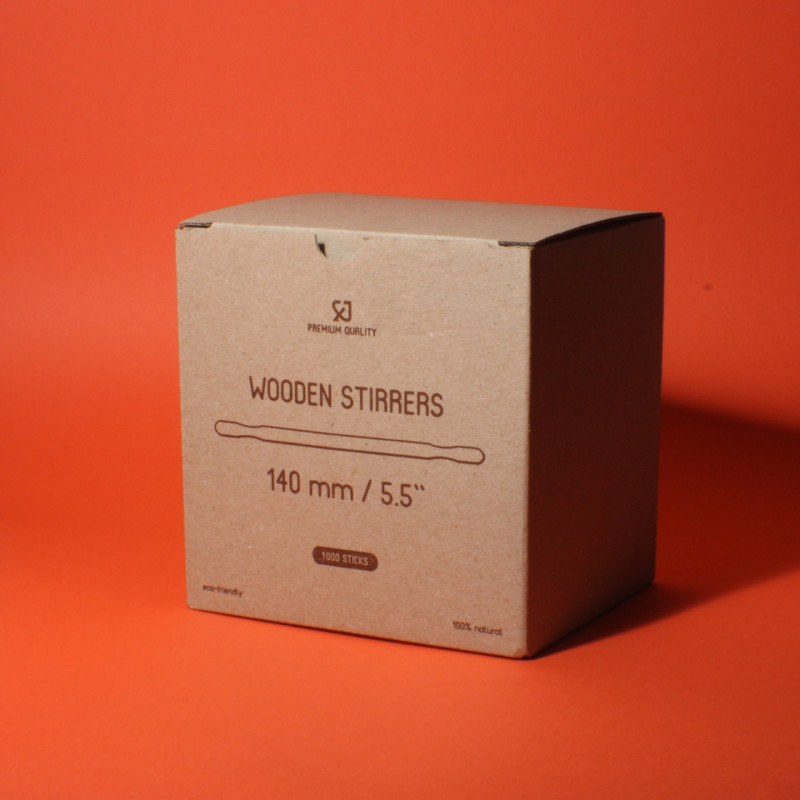 PREMIUM QUALITY
WOODEN STIRRERS
140 mm / 5.5“
1000 STICKS
eco-friendly
100% natural